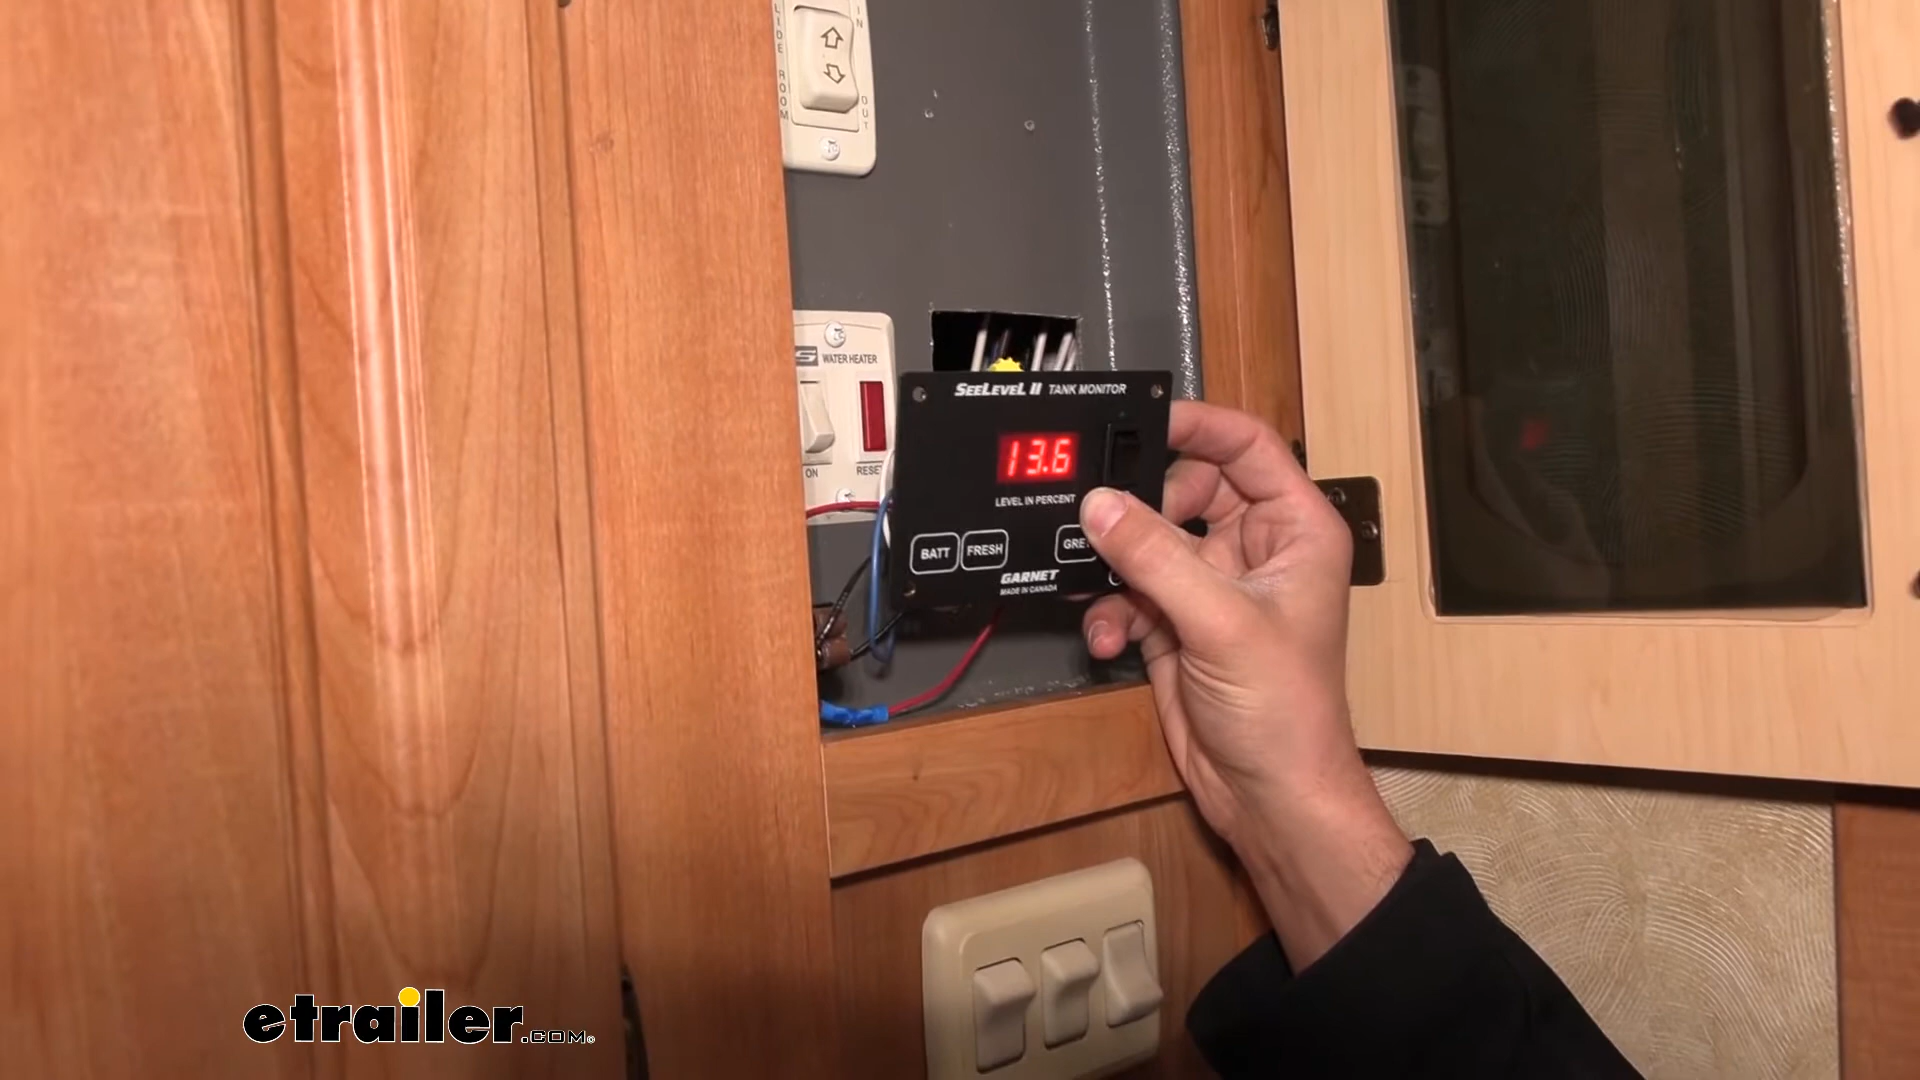 SLIDE ROOM
IN
OUT
WATER HEATER
ON
RESET
SEELEVEL II TANK MONITOR
13.6
LEVEL IN PERCENT
BATT
FRESH
GREY
GARNET
MADE IN CANADA
etrailer.com